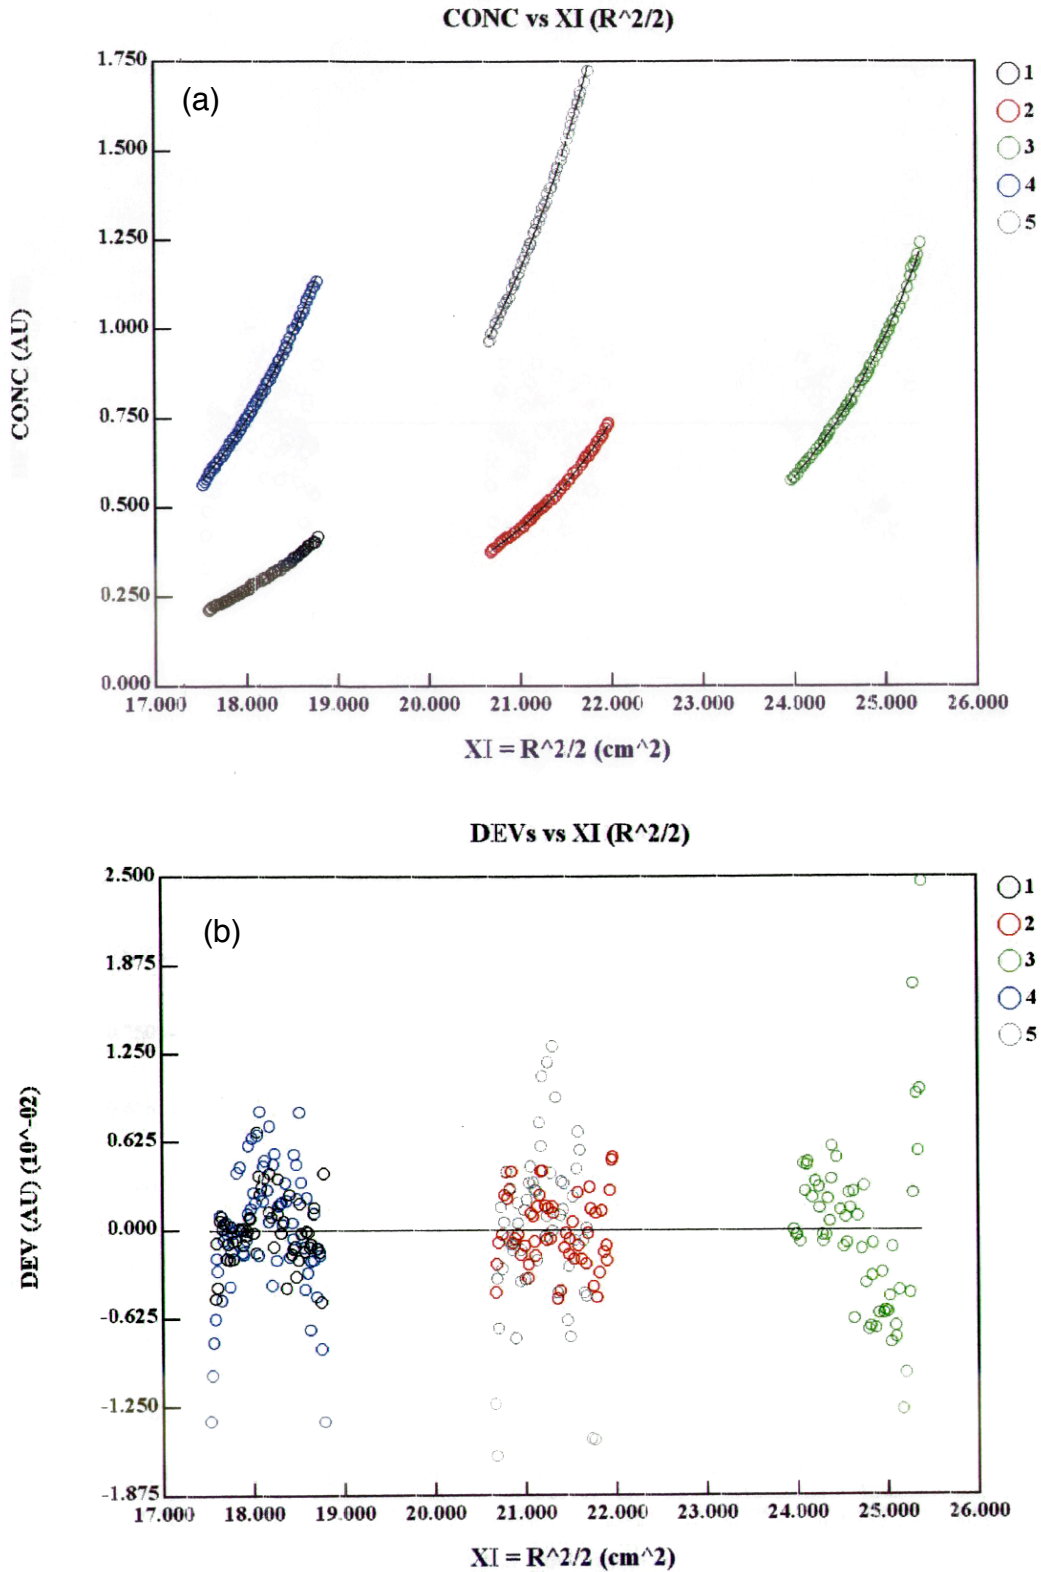 CONC vs XI (R^2/2)
1.750
(a)
1
2
1.500
3
4
5
1.250
1.000
CONC (AU)
0.750
0.500
0.250
0.000
17.000 18.000 19.000 20.000 21.000 22.000 23.000 24.000 25.000 26.000
XI = R^2/2 (cm^2)
DEVs vs XI (R^2/2)
2.500
1
(b)
2
1.875
3
4
5
1.250
0.625
0.000
DEV (AU) (10^-02)
-0.625
-1.250
-1.875
17.000 18.000 19.000 20.000 21.000 22.000 23.000 24.000 25.000 26.000
XI = R^2/2 (cm^2)